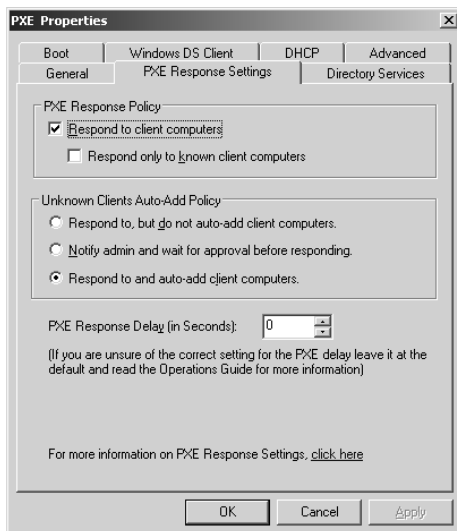 PXE Properties
Boot
Windows DS Client
DHCP
Advanced
General
PXE Response Settings
Directory Services
PXE Response Policy
Respond to client computers
Respond only to known client computers
Unknown Clients Auto-Add Policy
Respond to, but do not auto-add client computers.
Notify admin and wait for approval before responding.
Respond to and auto-add client computers.
PXE Response Delay (in Seconds): 0
(If you are unsure of the correct setting for the PXE delay leave it at the
default and read the Operations Guide for more information)
For more information on PXE Response Settings, click here
OK
Cancel
Apply